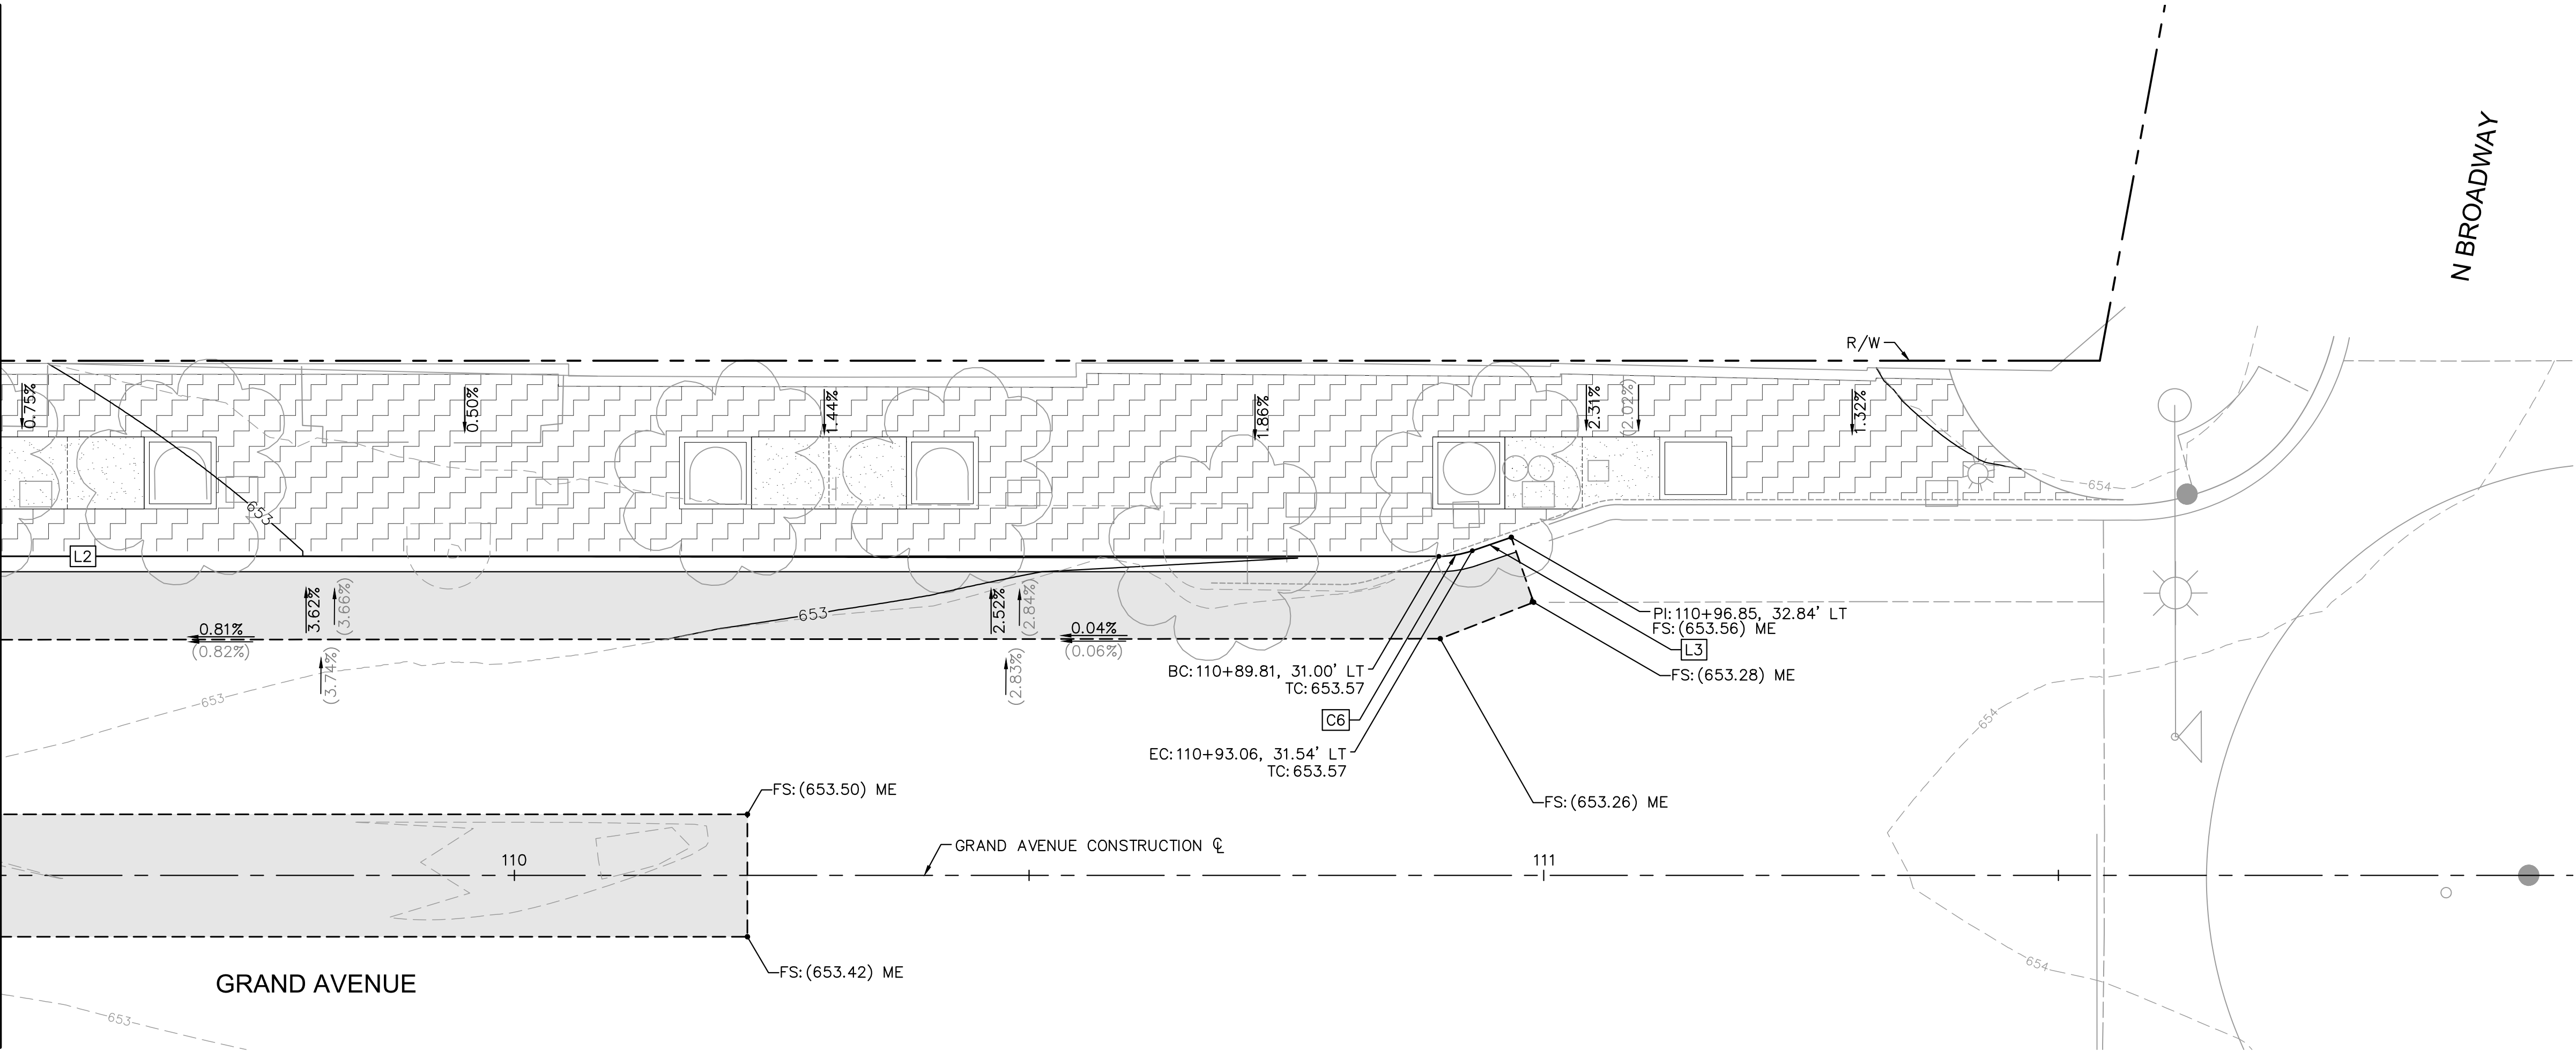 N BROADWAY
R/W
0.75%
0.50%
1.44%
1.86%
2.31%
(2.02%)
1.32%
653
654
L2
3.62%
(3.66%)
653
2.52%
(2.84%)
0.81%
(0.82%)
0.04%
(0.06%)
(3.74%)
(2.83%)
653
PI: 110+96.85, 32.84' LT
FS: (653.56) ME
L3
FS: (653.28) ME
BC: 110+89.81, 31.00' LT
TC: 653.57
C6
EC: 110+93.06, 31.54' LT
TC: 653.57
654
FS: (653.50) ME
FS: (653.26) ME
GRAND AVENUE CONSTRUCTION ℄
110
111
FS: (653.42) ME
GRAND AVENUE
654
653